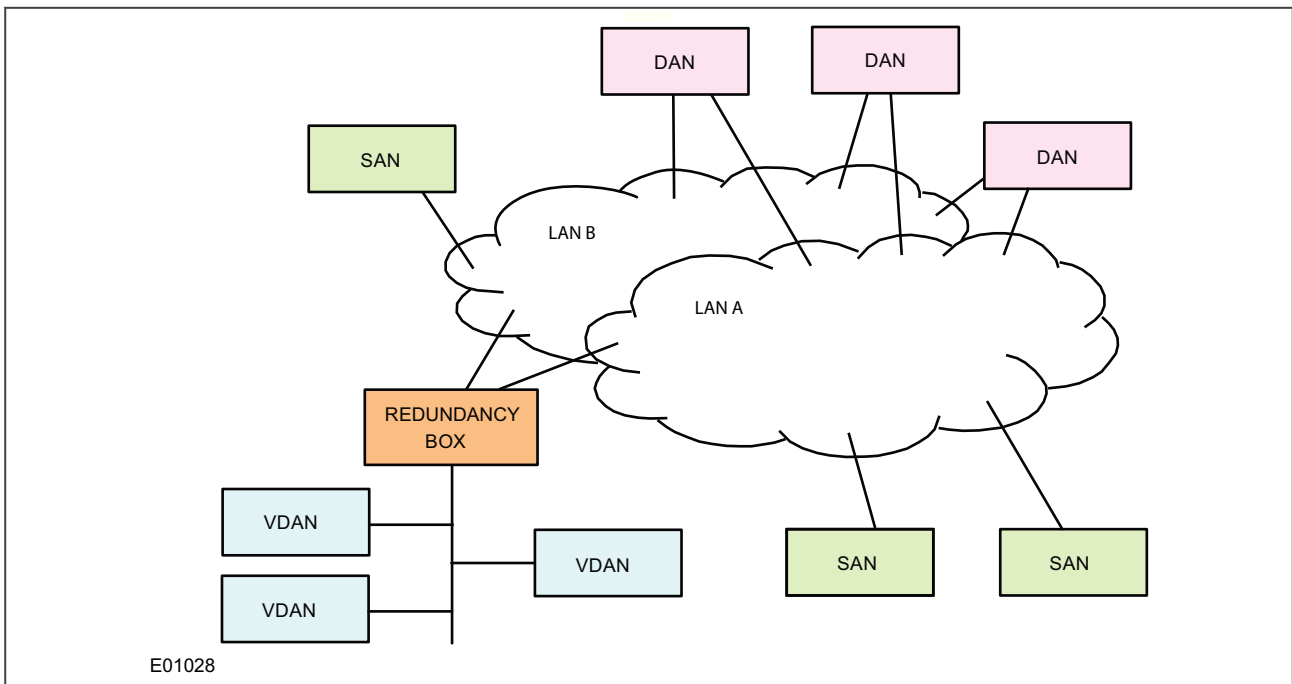 DAN
DAN
SAN
DAN
LAN B
LAN A
REDUNDANCY
BOX
VDAN
VDAN
VDAN
SAN
SAN
E01028